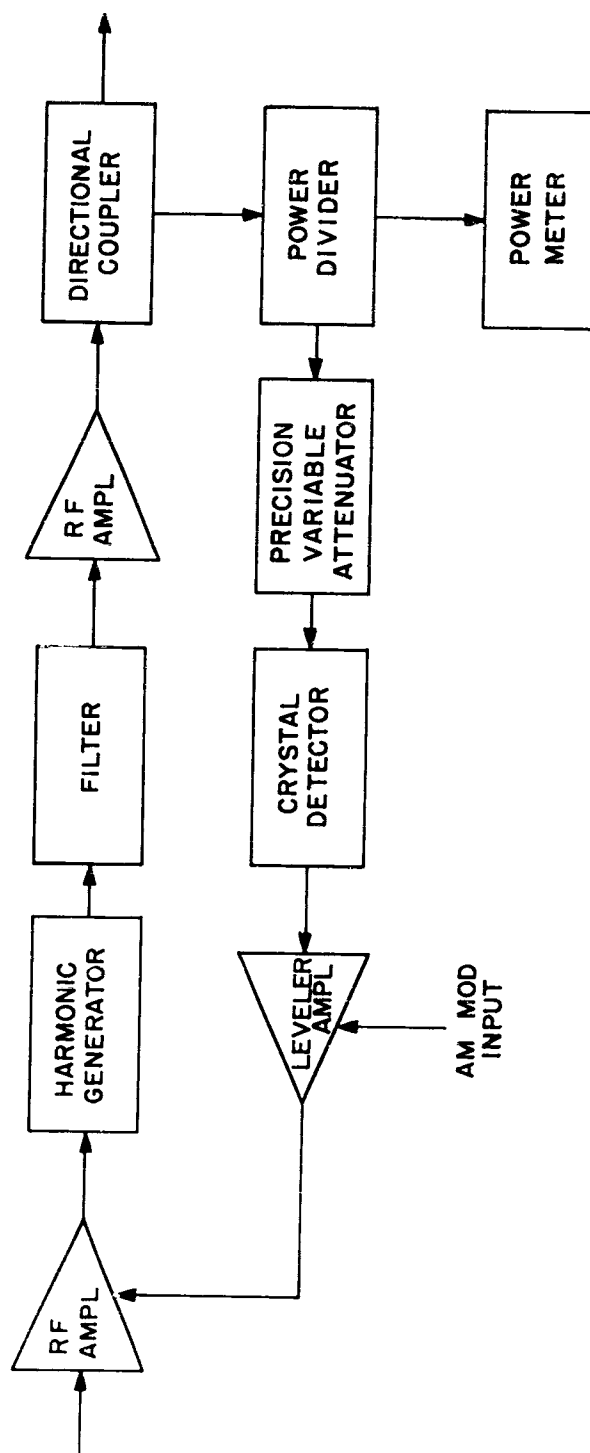 RF
AMPL
HARMONIC
GENERATOR
FILTER
RF
AMPL
DIRECTIONAL
COUPLER
LEVELER
AMPL
CRYSTAL
DETECTOR
PRECISION
VARIABLE
ATTENUATOR
POWER
DIVIDER
AM MOD
INPUT
POWER
METER